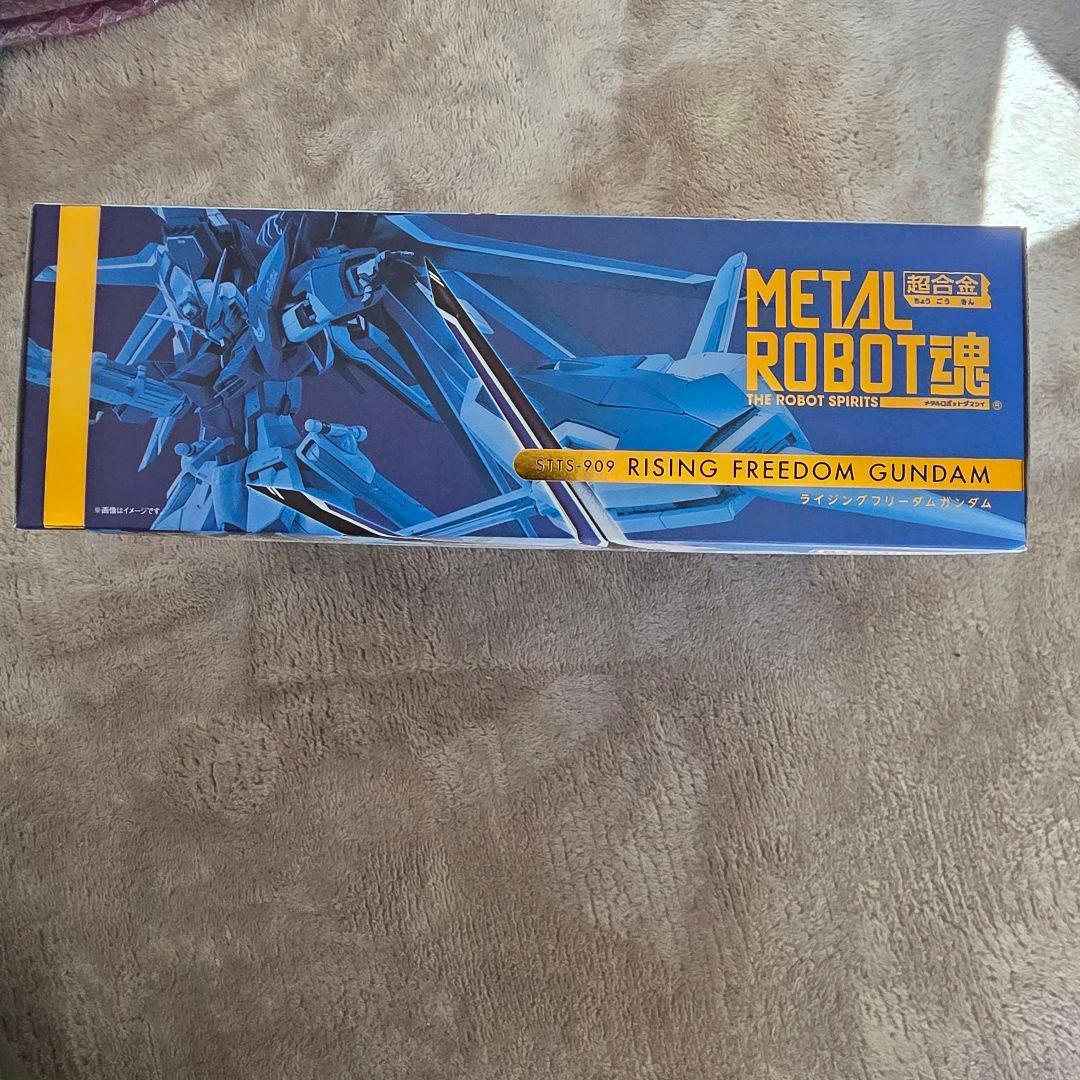 METAL
超合金
ちょう ごう きん
ROBOT魂
THE ROBOT SPIRITS
メタルロボットダマシイ
®
STTS-909 RISING FREEDOM GUNDAM
ライジングフリーダムガンダム
※画像はイメージです